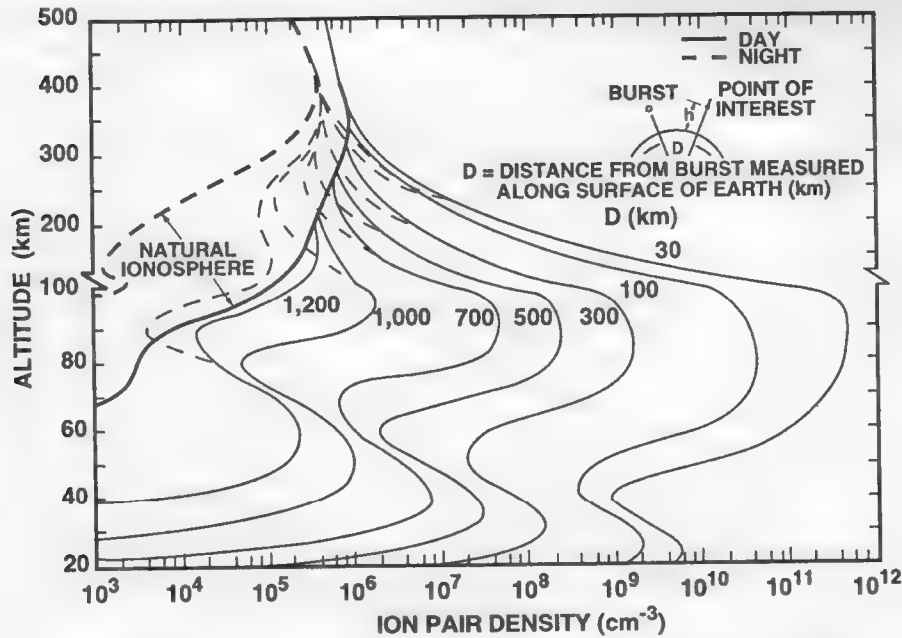 500
400
300
200
100
80
60
40
20
ALTITUDE (km)
DAY
NIGHT
BURST
POINT OF
INTEREST
h
D
D = DISTANCE FROM BURST MEASURED
ALONG SURFACE OF EARTH (km)
D (km)
30
100
NATURAL
IONOSPHERE
1,200
1,000
700
500
300
10³ 10⁴ 10⁵ 10⁶ 10⁷ 10⁸ 10⁹ 10¹⁰ 10¹¹ 10¹²
ION PAIR DENSITY (cm⁻³)